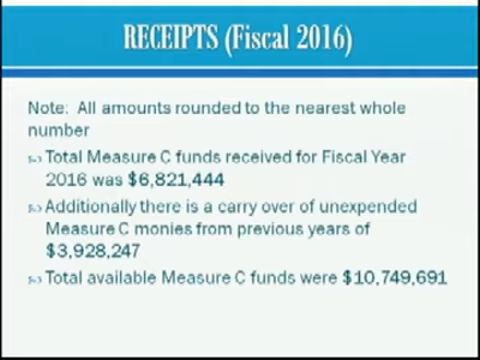 RECEIPTS (Fiscal 2016)
Note: All amounts rounded to the nearest whole
number
Total Measure C funds received for Fiscal Year
2016 was $6,821,444
Additionally there is a carry over of unexpended
Measure C monies from previous years of
$3,928,247
Total available Measure C funds were $10,749,691